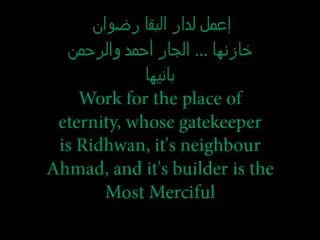 إعمل لدار البقا رضوان
خازنها ... الجار أحمد والرحمن
بانيها
Work for the place of
eternity, whose gatekeeper
is Ridhwan, it's neighbour
Ahmad, and it's builder is the
Most Merciful